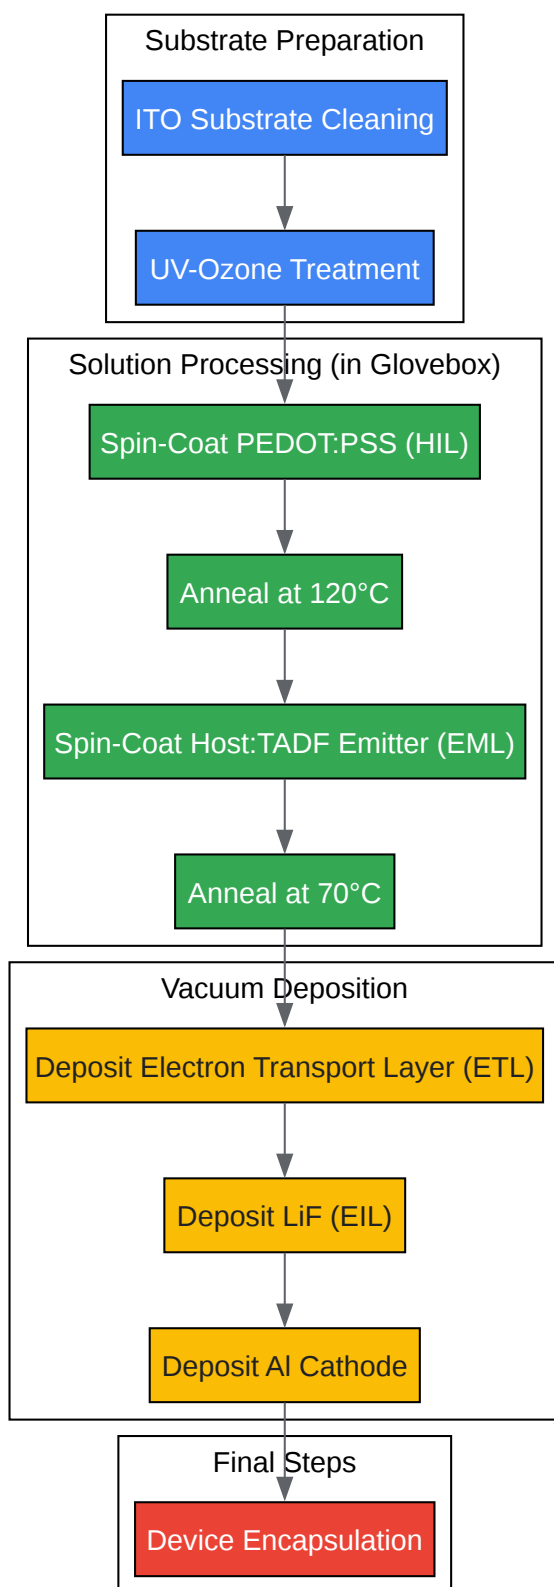 Substrate Preparation
ITO Substrate Cleaning
UV-Ozone Treatment
Solution Processing (in Glovebox)
Spin-Coat PEDOT:PSS (HIL)
Anneal at 120°C
Spin-Coat Host:TADF Emitter (EML)
Anneal at 70°C
Vacuum Deposition
Deposit Electron Transport Layer (ETL)
Deposit LiF (EIL)
Deposit Al Cathode
Final Steps
Device Encapsulation